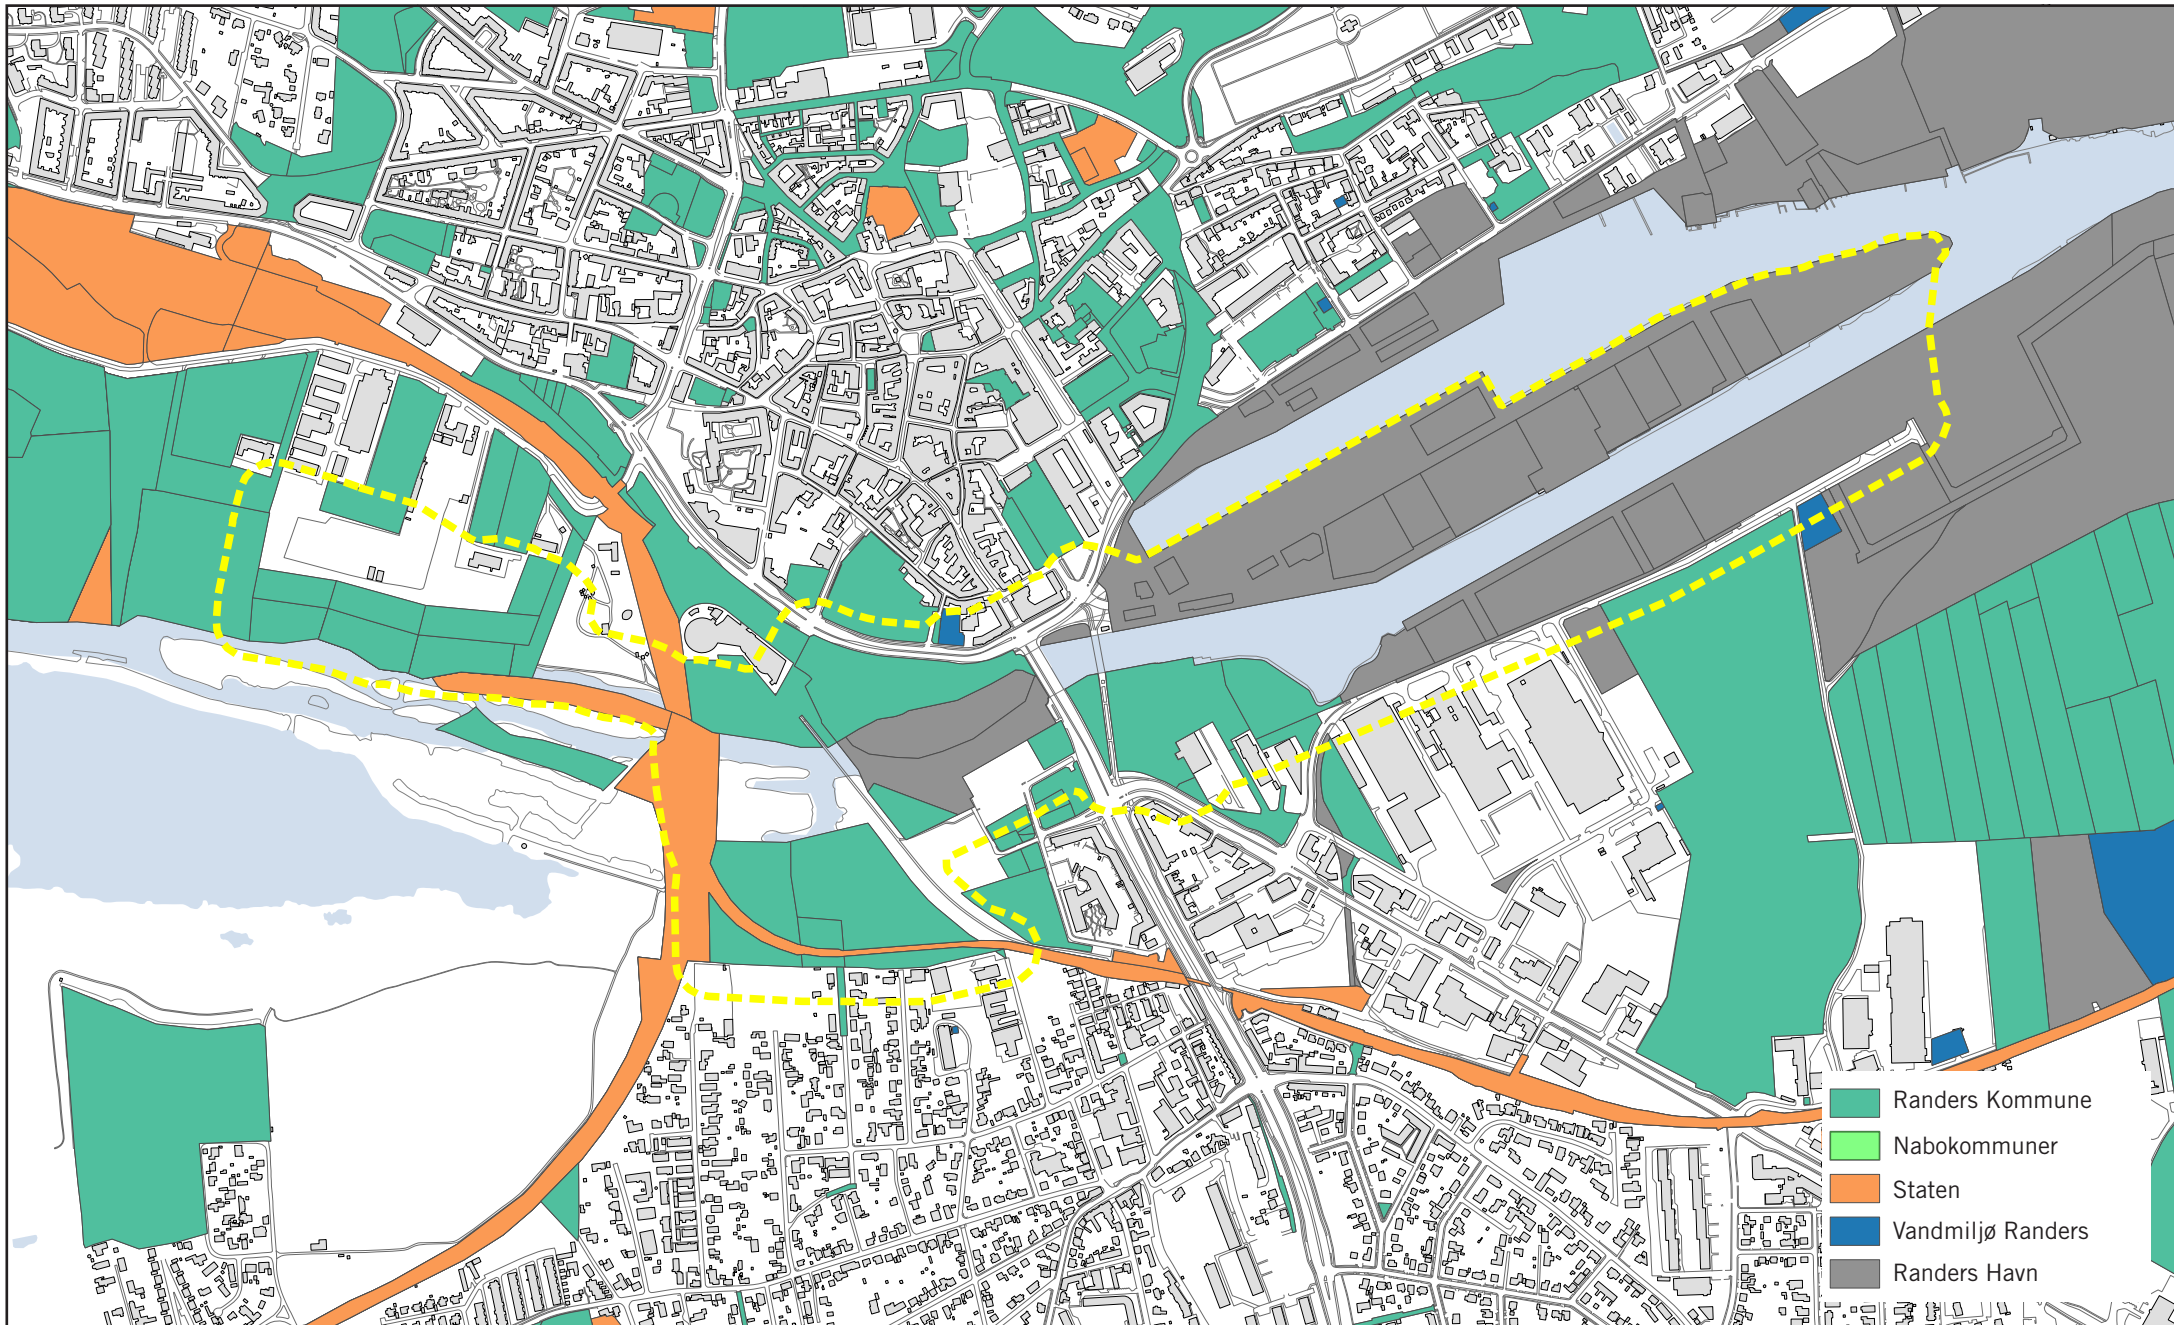 Randers Kommune
Nabokommuner
Staten
Vandmiljø Randers
Randers Havn